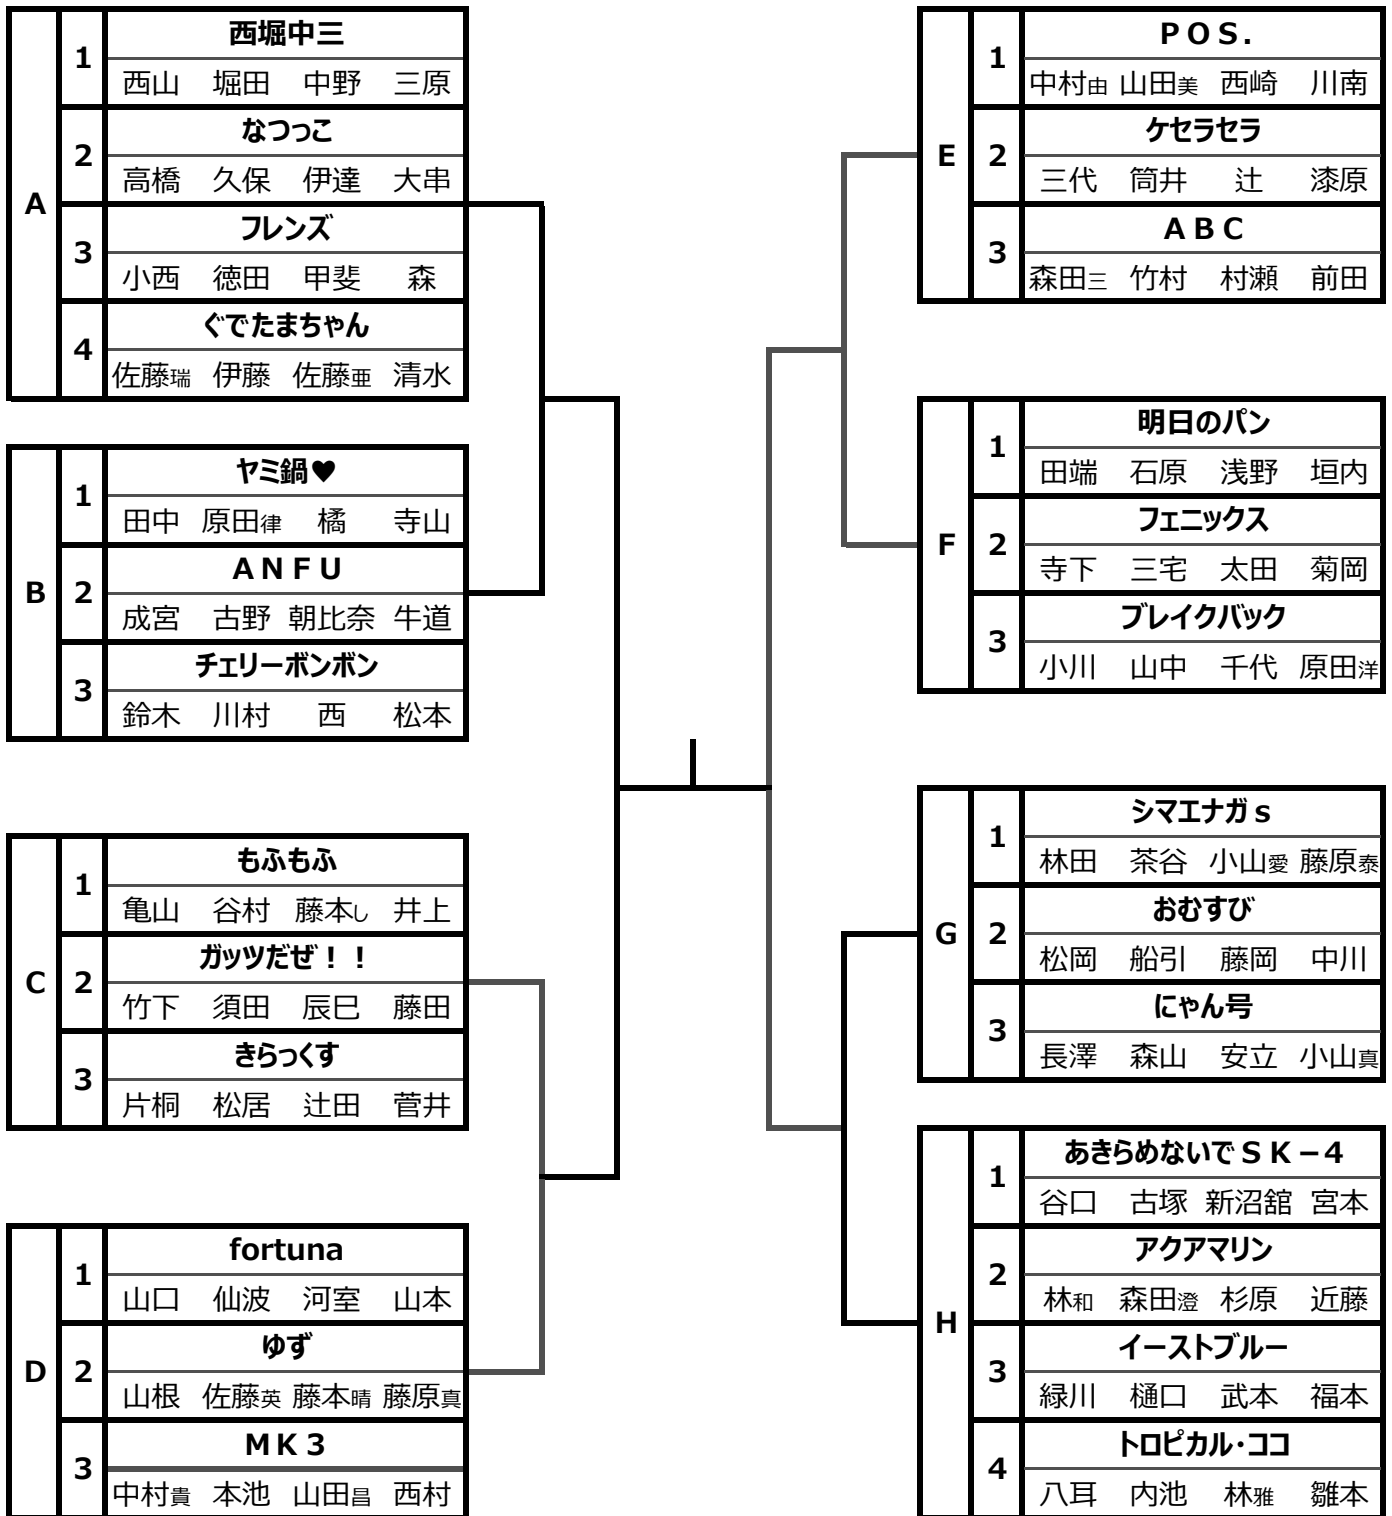 A
1
西堀中三
西山 堀田 中野 三原
2
なつっこ
高橋 久保 伊達 大串
3
フレンズ
小西 徳田 甲斐 森
4
ぐでたまちゃん
佐藤瑞 伊藤 佐藤亜 清水
B
1
ヤミ鍋♥
田中 原田律 橘 寺山
2
ANFU
成宮 古野 朝比奈 牛道
3
チェリーボンボン
鈴木 川村 西 松本
C
1
もふもふ
亀山 谷村 藤本し 井上
2
ガッツだぜ！！
竹下 須田 辰巳 藤田
3
きらっくす
片桐 松居 辻田 菅井
D
1
fortuna
山口 仙波 河室 山本
2
ゆず
山根 佐藤英 藤本晴 藤原真
3
MK3
中村貴 本池 山田昌 西村
E
1
POS.
中村由 山田美 西崎 川南
2
ケセラセラ
三代 筒井 辻 漆原
3
ABC
森田三 竹村 村瀬 前田
F
1
明日のパン
田端 石原 浅野 垣内
2
フェニックス
寺下 三宅 太田 菊岡
3
ブレイクバック
小川 山中 千代 原田洋
G
1
シマエナガs
林田 茶谷 小山愛 藤原泰
2
おむすび
松岡 船引 藤岡 中川
3
にゃん号
長澤 森山 安立 小山真
H
1
あきらめないでSK－4
谷口 古塚 新沼舘 宮本
2
アクアマリン
林和 森田澄 杉原 近藤
3
イーストブルー
緑川 樋口 武本 福本
4
トロピカル・ココ
八耳 内池 林雅 雛本